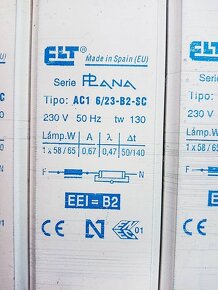 ELT Made in Spain (EU)
Serie PLANA
Tipo: AC1 6/23-B2-SC
230 V 50 Hz tw 130
Lámp.W A λ Δt
1 x 58/65 0,67 0,47 50/140
F N
EEI=B2
CE N 01
F